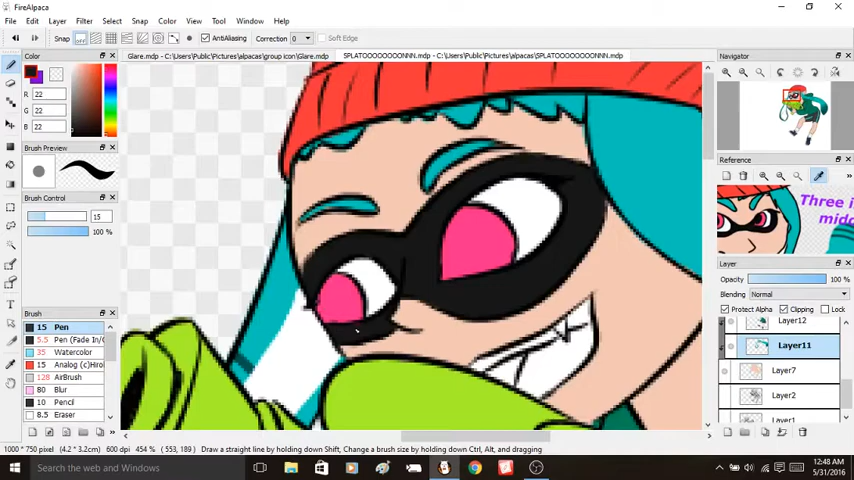 FireAlpaca
File Edit Layer Filter Select Snap Color View Tool Window Help
Snap AntiAliasing Correction 0 Soft Edge
Color
Glare.mdp - C:\Users\Public\Pictures\alpacas\group icon\Glare.mdp
SPLATOOOOOOOONNN.mdp - C:\Users\Public\Pictures\alpacas\SPLATOOOOOOOONNN.mdp
Navigator
R 22
G 22
B 22
Brush Preview
Reference
Brush Control
15
100 %
Three i
mid
Layer
Opacity 100 %
Blending Normal
Protect Alpha Clipping Lock
Layer12
Layer11
Layer7
Layer8
Layer1
Brush
15 Pen
5.5 Pen (Fade In/O
35 Watercolor
15 Analog (c)Hiro
128 AirBrush
80 Blur
10 Pencil
8.5 Eraser
1000 * 750 pixel (4.2 * 3.2cm) 600 dpi 454 % ( 553, 189 ) Draw a straight line by holding down Shift, Change a brush size by holding down Ctrl, Alt, and dragging
Search the web and Windows
12:48 AM
5/31/2016